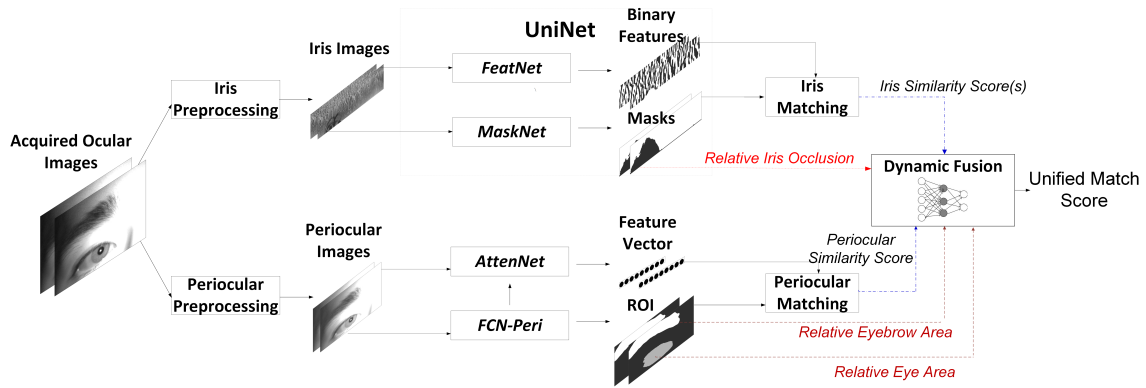 UniNet
Binary
Features
Iris Images
FeatNet
Iris
Preprocessing
Iris
Matching
Iris Similarity Score(s)
MaskNet
Masks
Acquired Ocular
Images
Relative Iris Occlusion
Dynamic Fusion
Unified Match
Score
Periocular
Images
Feature
Vector
Periocular
Similarity Score
AttenNet
Periocular
Preprocessing
Periocular
Matching
ROI
FCN-Peri
Relative Eyebrow Area
Relative Eye Area